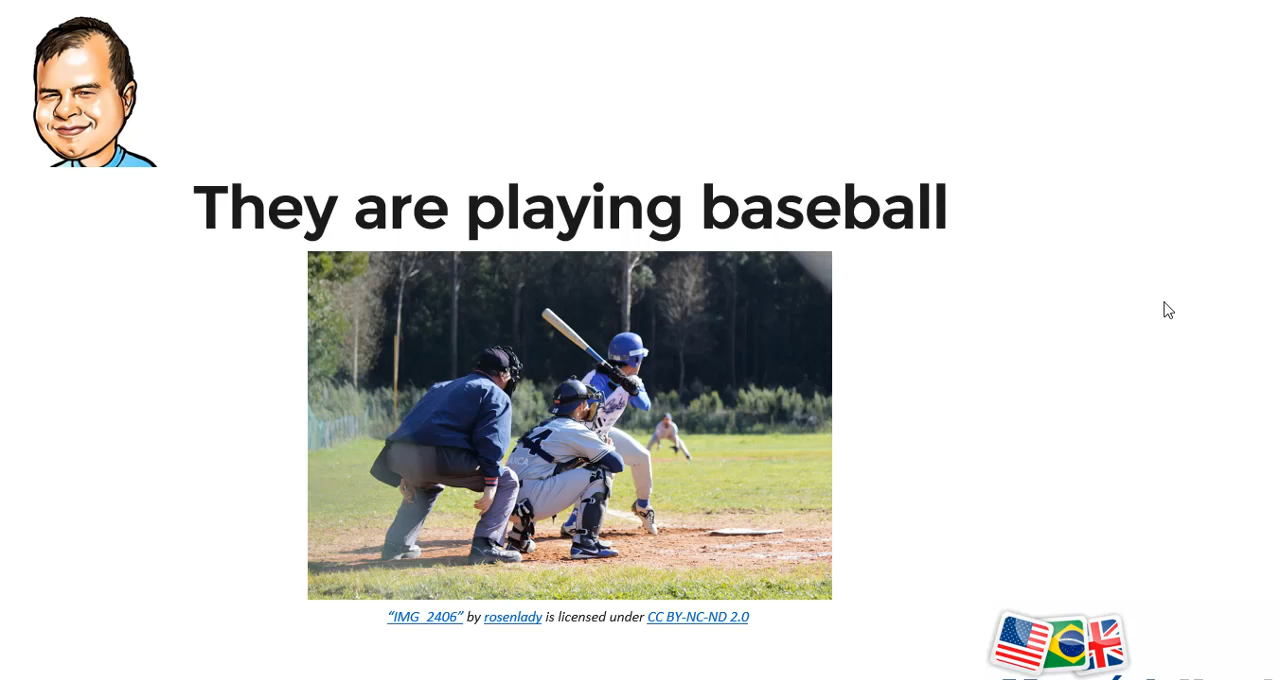 They are playing baseball
“IMG_2406” by rosenlady is licensed under CC BY-NC-ND 2.0